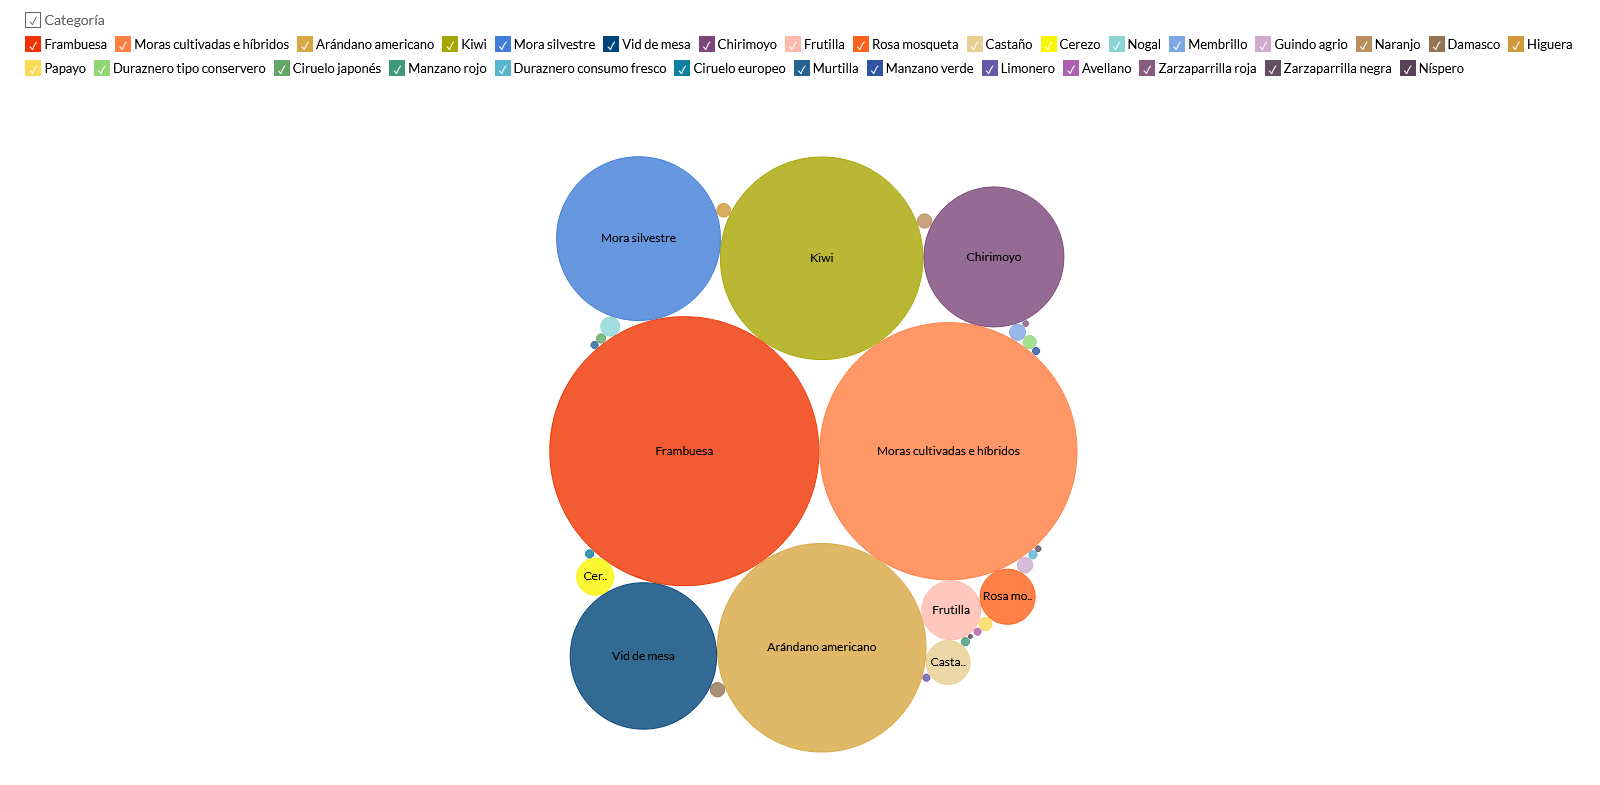 Categoría
Frambuesa Moras cultivadas e híbridos Arándano americano Kiwi Mora silvestre Vid de mesa Chirimoyo Frutilla Rosa mosqueta Castaño Cerezo Nogal Membrillo Guindo agrio Naranjo Damasco Higuera
Papayo Duraznero tipo conservero Ciruelo japonés Manzano rojo Duraznero consumo fresco Ciruelo europeo Murtilla Manzano verde Limonero Avellano Zarzaparrilla roja Zarzaparrilla negra Níspero
Mora silvestre
Kiwi
Chirimoyo
Frambuesa
Moras cultivadas e híbridos
Cer..
Rosa mo..
Frutilla
Arándano americano
Vid de mesa
Casta..